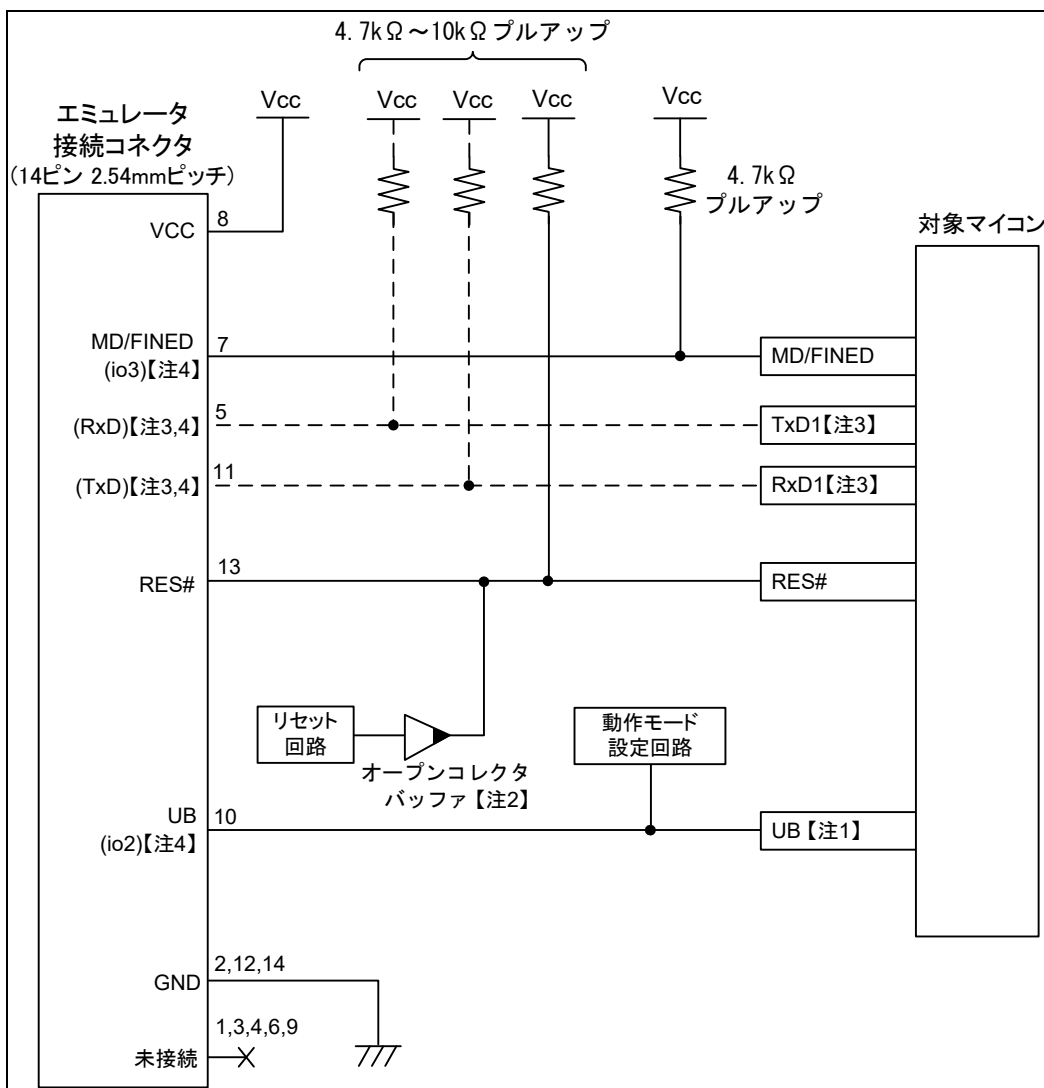 4.7kΩ～10kΩ プルアップ
Vcc
Vcc
Vcc
Vcc
Vcc
エミュレータ
接続コネクタ
(14ピン 2.54mmピッチ)
4.7kΩ
プルアップ
対象マイコン
VCC
8
MD/FINED
(io3)【注4】
7
MD/FINED
(RxD)【注3,4】
5
TxD1【注3】
(TxD)【注3,4】
11
RxD1【注3】
RES#
13
RES#
リセット
回路
オープンコレクタ
バッファ【注2】
動作モード
設定回路
UB
(io2)【注4】
10
UB【注1】
GND
2,12,14
未接続
1,3,4,6,9